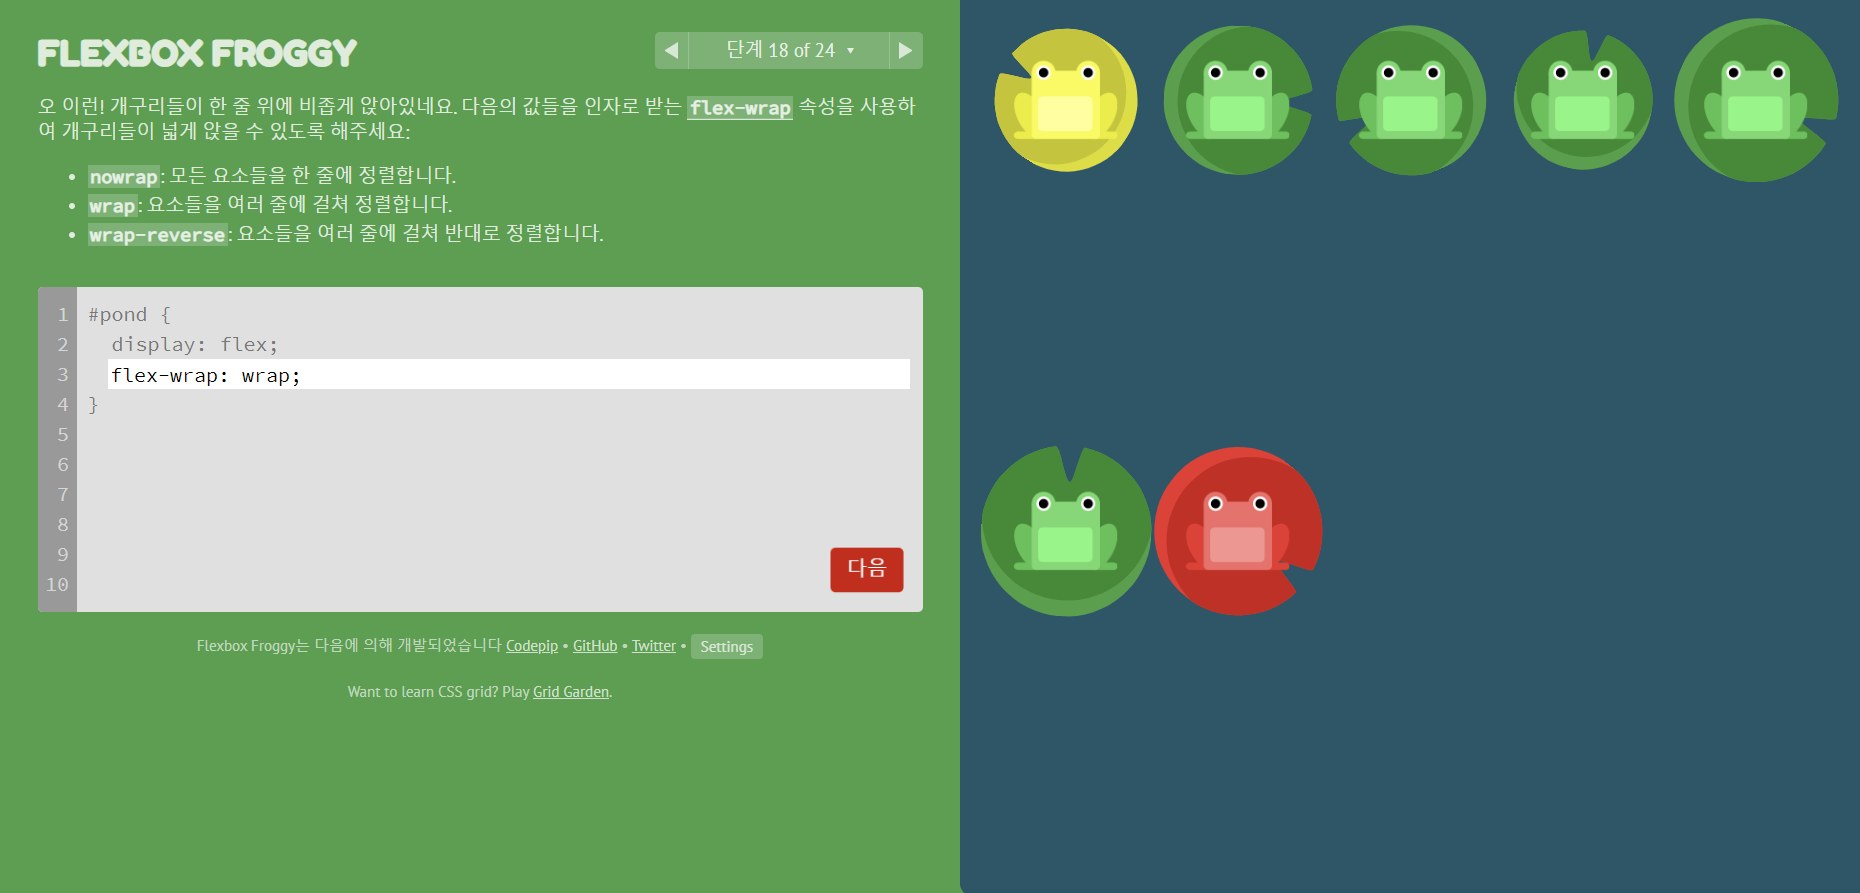 FLEXBOX FROGGY
단계 18 of 24 ▼
오 이런! 개구리들이 한 줄 위에 비좁게 앉아있네요. 다음의 값들을 인자로 받는 flex-wrap 속성을 사용하
여 개구리들이 넓게 앉을 수 있도록 해주세요:
• nowrap: 모든 요소들을 한 줄에 정렬합니다.
• wrap: 요소들을 여러 줄에 걸쳐 정렬합니다.
• wrap-reverse: 요소들을 여러 줄에 걸쳐 반대로 정렬합니다.
1 #pond {
2 display: flex;
3 flex-wrap: wrap;
4 }
5
6
7
8
9
10
다음
Flexbox Froggy는 다음에 의해 개발되었습니다 Codepip • GitHub • Twitter • Settings
Want to learn CSS grid? Play Grid Garden.